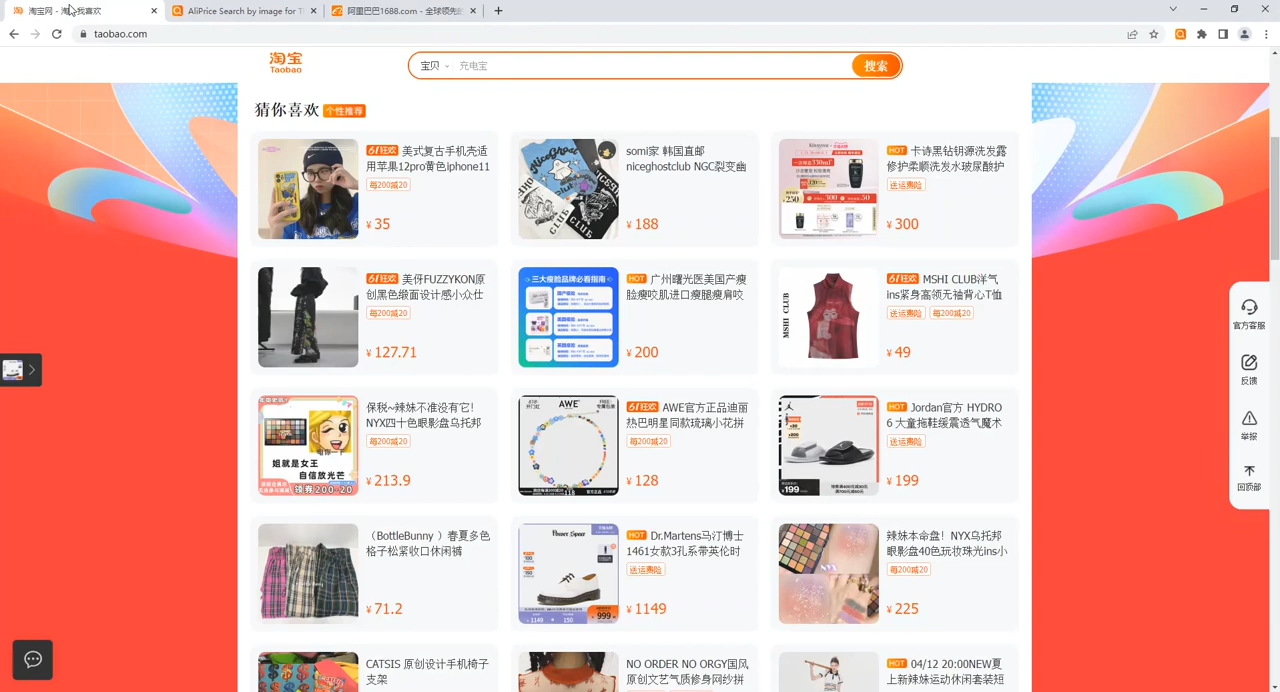 淘宝网 - 淘!我喜欢
AliPrice Search by image for T
阿里巴巴1688.com - 全球领先的
taobao.com
淘宝
Taobao
宝贝
充电宝
搜索
猜你喜欢 个性推荐
61狂欢 美式复古手机壳适
用苹果12pro黄色iphone11
每200减20
¥ 35
somi家 韩国直邮
niceghostclub NGC裂变幽
¥ 188
HOT 卡诗黑钻钥源洗发露
修护柔顺洗发水玻尿酸护
送运费险
¥ 300
61狂欢 美伢FUZZYKON原
创黑色缎面设计感小众仕
每200减20
¥ 127.71
三大瘦脸品牌必看指南
HOT 广州曙光医美国产瘦
脸瘦咬肌进口瘦腿瘦肩咬
¥ 200
MSHI CLUB
61狂欢 MSHI CLUB洋气
ins紧身高领无袖背心T恤
送运费险 每200减20
¥ 49
姐就是女王
自信放光芒
领券200-20
保税~辣妹不准没有它！
NYX四十色眼影盘乌托邦
每200减20
¥ 213.9
AWE
61狂欢 AWE官方正品迪丽
热巴明星同款琉璃小花拼
每200减20
¥ 128
199
HOT Jordan官方 HYDRO
6 大童拖鞋缓震透气魔术
送运费险
¥ 199
（BottleBunny ）春夏多色
格子松紧收口休闲裤
¥ 71.2
999
1149
150
HOT Dr.Martens马汀博士
1461女款3孔系带英伦时
送运费险
¥ 1149
辣妹本命盘！NYX乌托邦
眼影盘40色玩妆珠光ins小
每200减20
¥ 225
CATSIS 原创设计手机椅子
支架
NO ORDER NO ORGY国风
原创文艺气质修身网纱拼
HOT 04/12 20:00NEW夏
上新辣妹运动休闲套装短
官方客服
反馈
举报
回顶部